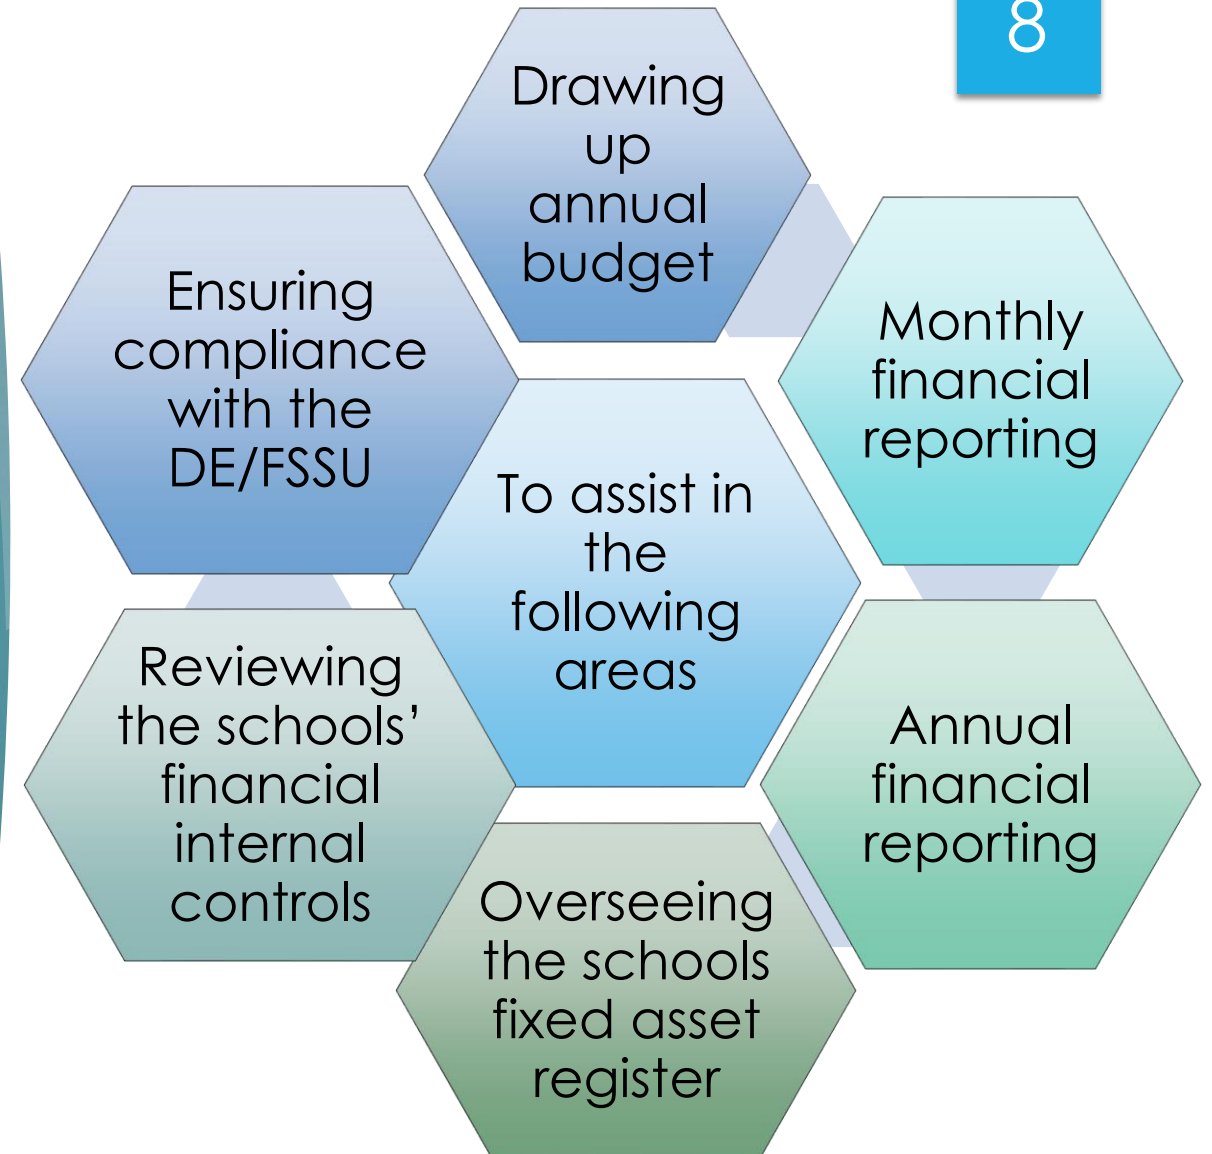 8
Drawing
up
annual
budget
Monthly
financial
reporting
Annual
financial
reporting
Overseeing
the schools
fixed asset
register
Reviewing
the schools’
financial
internal
controls
Ensuring
compliance
with the
DE/FSSU
To assist in
the
following
areas